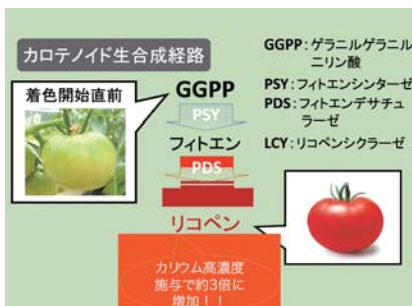 カロテノイド生合成経路
着色開始直前
GGPP
PSY
フィトエン
PDS
リコペン
カリウム高濃度
施与で約3倍に
増加！！
GGPP：ゲラニルゲラニル
ニリン酸
PSY：フィトエンシンターゼ
PDS：フィトエンデサチュ
ラーゼ
LCY：リコペンシクラーゼ